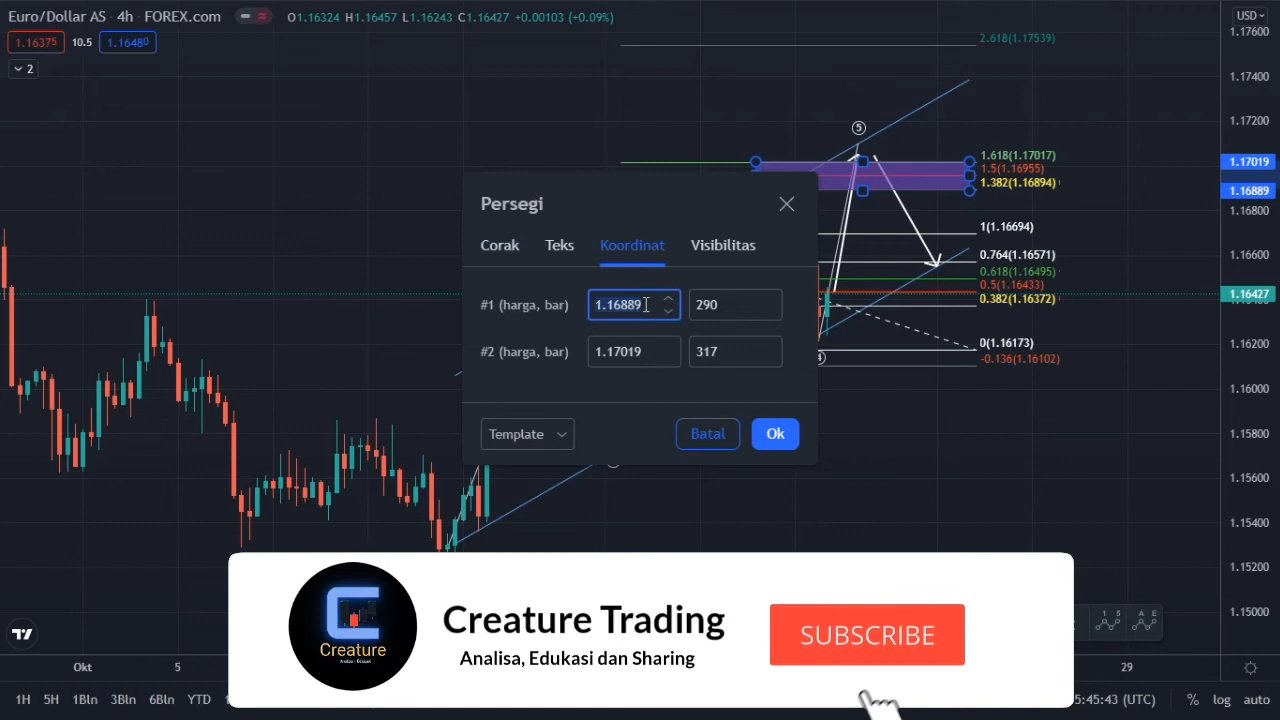 Euro/Dollar AS · 4h · FOREX.com
O1.16324 H1.16457 L1.16243 C1.16427 +0.00103 (+0.09%)
USD
1.16375 10.5 1.16480
2
2.618(1.17539)
1.17600
1.17400
1.17200
5
1.618(1.17017)
1.17019
1.5(1.16955)
1.382(1.16894)
1.16889
1.16800
1(1.16694)
1.16600
0.764(1.16571)
0.618(1.16495)
0.5(1.16433)
1.16427
0.382(1.16372)
0(1.16173)
1.16200
-0.136(1.16102)
1.16000
1.15800
1.15600
1.15400
1.15200
1.15000
Persegi
Corak Teks Koordinat Visibilitas
#1 (harga, bar) 1.16889 290
#2 (harga, bar) 1.17019 317
Template Batal Ok
Creature
Creature Trading
Analisa, Edukasi dan Sharing
SUBSCRIBE
1 5
A E
Okt 5 29
1H 5H 1Bln 3Bln 6Bln YTD
5:45:43 (UTC) % log auto